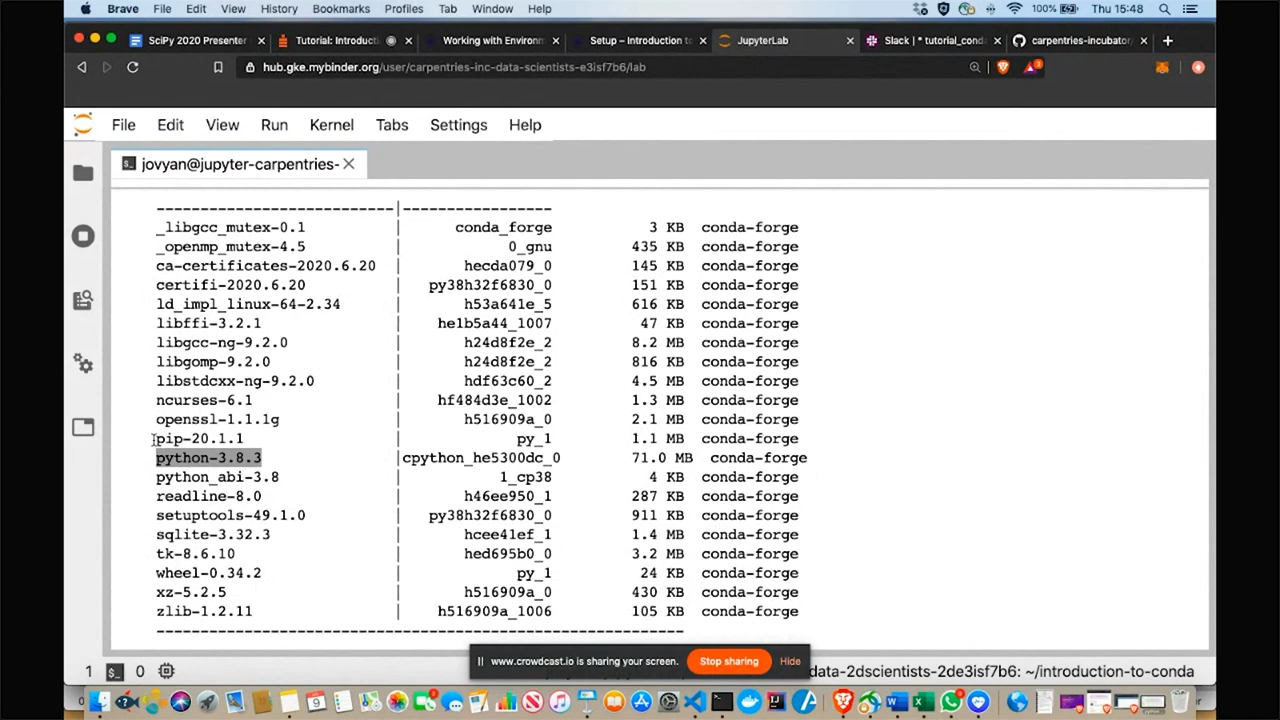 Brave File Edit View History Bookmarks Profiles Tab Window Help 100% Thu 15:48
SciPy 2020 Presenter Tutorial: Introducti Working with Environm Setup – Introduction to JupyterLab Slack | * tutorial_cond carpentries-incubator/
hub.gke.mybinder.org/user/carpentries-inc-data-scientists-e3isf7b6/lab
File Edit View Run Kernel Tabs Settings Help
jovyan@jupyter-carpentries-
---------------------------|-----------------
_libgcc_mutex-0.1 | conda_forge 3 KB conda-forge
_openmp_mutex-4.5 | 0_gnu 435 KB conda-forge
ca-certificates-2020.6.20 | hecda079_0 145 KB conda-forge
certifi-2020.6.20 | py38h32f6830_0 151 KB conda-forge
ld_impl_linux-64-2.34 | h53a641e_5 616 KB conda-forge
libffi-3.2.1 | he1b5a44_1007 47 KB conda-forge
libgcc-ng-9.2.0 | h24d8f2e_2 8.2 MB conda-forge
libgomp-9.2.0 | h24d8f2e_2 816 KB conda-forge
libstdcxx-ng-9.2.0 | hdf63c60_2 4.5 MB conda-forge
ncurses-6.1 | hf484d3e_1002 1.3 MB conda-forge
openssl-1.1.1g | h516909a_0 2.1 MB conda-forge
pip-20.1.1 | py_1 1.1 MB conda-forge
python-3.8.3 |cpython_he5300dc_0 71.0 MB conda-forge
python_abi-3.8 | 1_cp38 4 KB conda-forge
readline-8.0 | h46ee950_1 287 KB conda-forge
setuptools-49.1.0 | py38h32f6830_0 911 KB conda-forge
sqlite-3.32.3 | hcee41ef_1 1.4 MB conda-forge
tk-8.6.10 | hed695b0_0 3.2 MB conda-forge
wheel-0.34.2 | py_1 24 KB conda-forge
xz-5.2.5 | h516909a_0 430 KB conda-forge
zlib-1.2.11 | h516909a_1006 105 KB conda-forge
------------------------------------------------------------
www.crowdcast.io is sharing your screen. Stop sharing Hide
1 0 data-2dscientists-2de3isf7b6: ~/introduction-to-conda